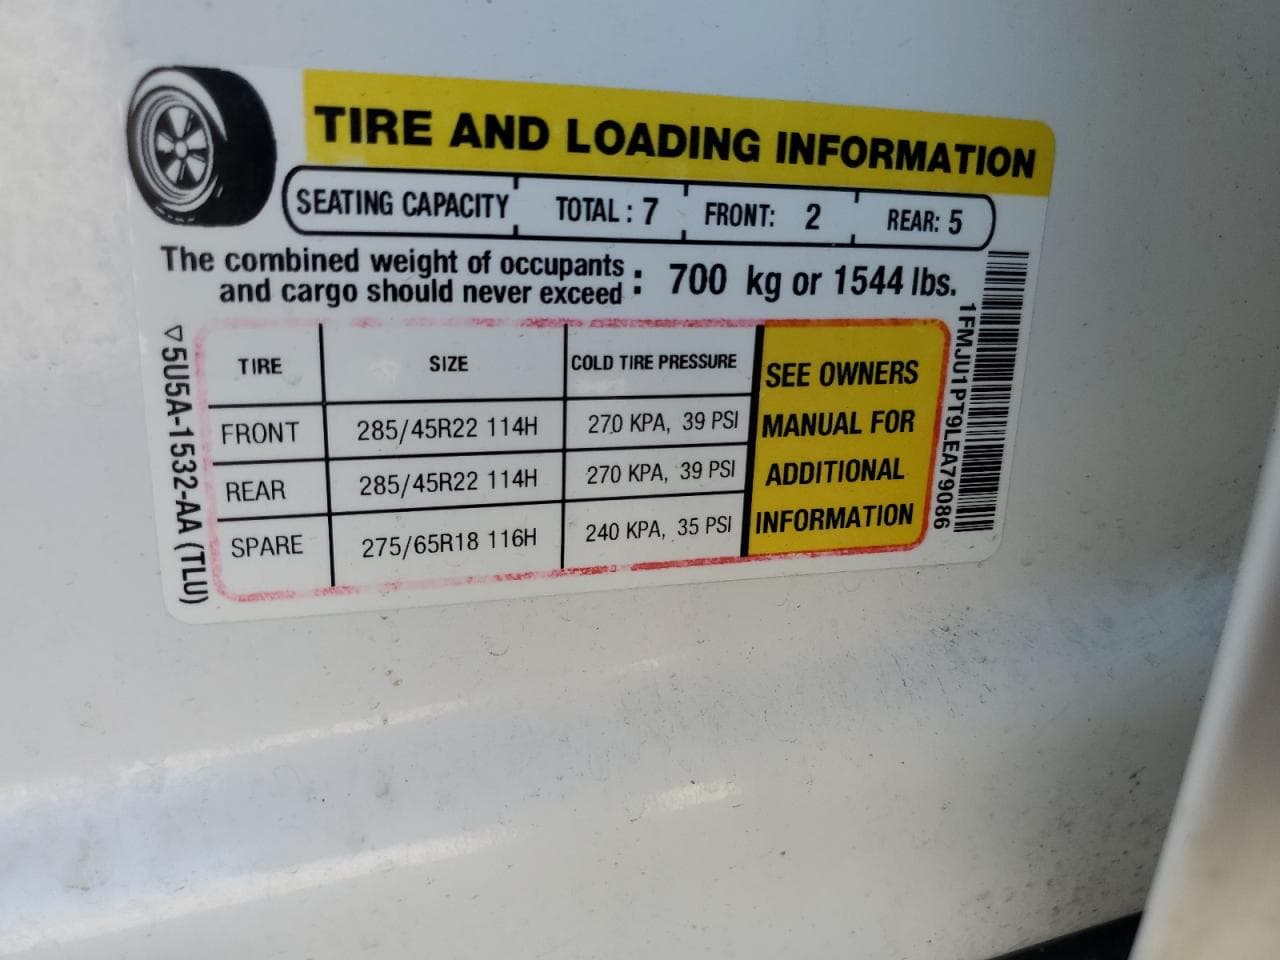 TIRE AND LOADING INFORMATION
SEATING CAPACITY TOTAL : 7 FRONT: 2 REAR: 5
The combined weight of occupants
and cargo should never exceed : 700 kg or 1544 lbs.
TIRE SIZE COLD TIRE PRESSURE
FRONT 285/45R22 114H 270 KPA, 39 PSI
REAR 285/45R22 114H 270 KPA, 39 PSI
SPARE 275/65R18 116H 240 KPA, 35 PSI
SEE OWNERS
MANUAL FOR
ADDITIONAL
INFORMATION
5U5A-1532-AA (TLU)
1FMJU1PT9LEA79086